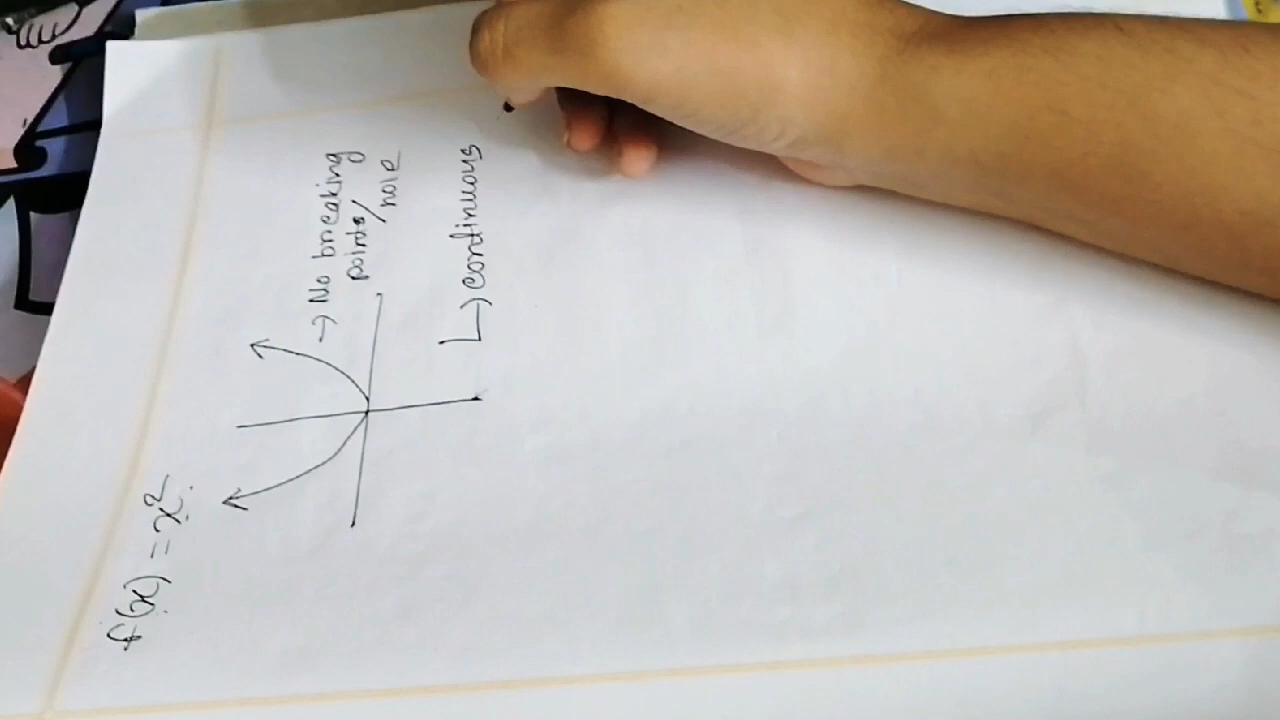 f(x) = x²
→ No breaking
points/
hole
↳ continuous